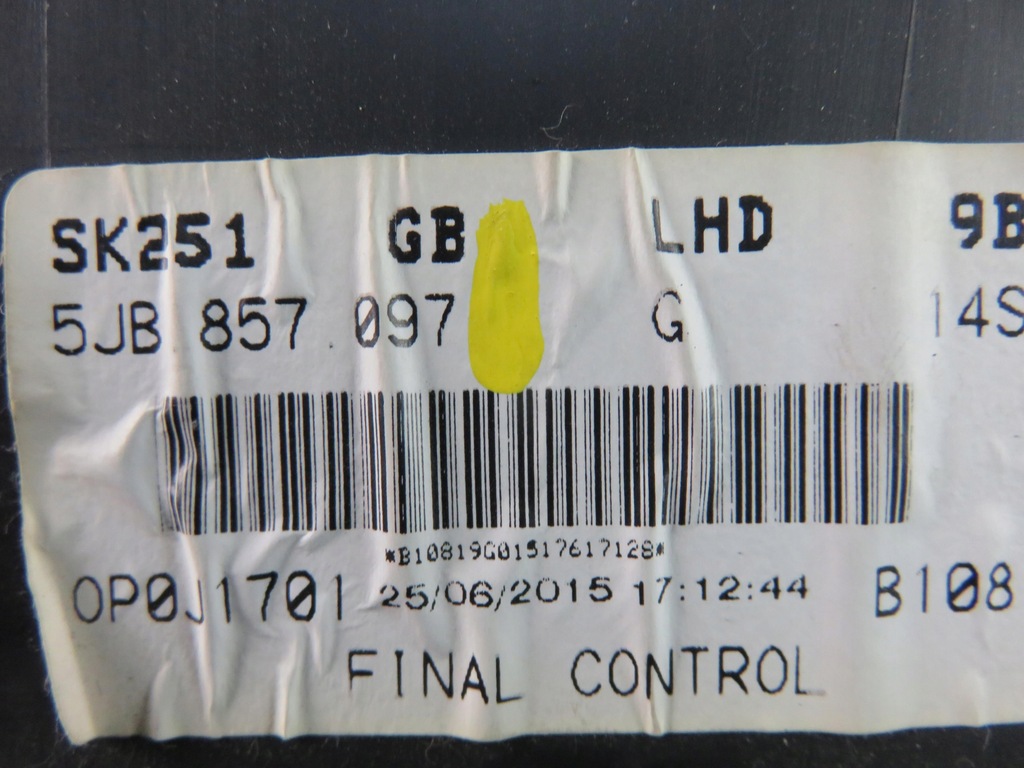 SK251 GB LHD 9B
5JB 857 097 G 14S
*B10819G01517617128*
0P0J1701 25/06/2015 17:12:44 B108
FINAL CONTROL